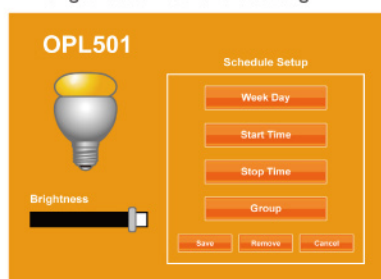 OPL501
Schedule Setup
Week Day
Start Time
Stop Time
Brightness
Group
Save Remove Cancel